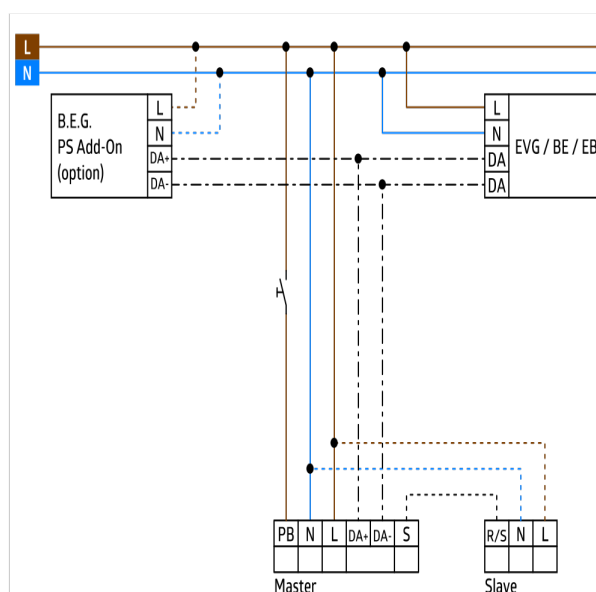 L
N
B.E.G.
PS Add-On
(option)
L
N
DA+
DA-
L
N
DA
DA
EVG / BE / EB
PB N L DA+ DA- S
R/S N L
Master
Slave